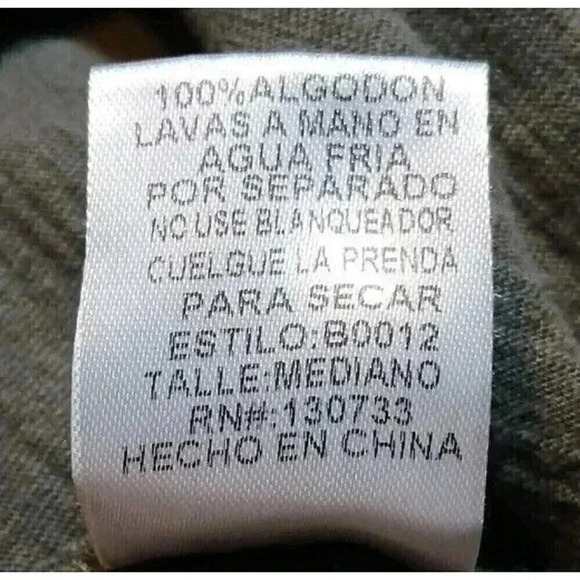 100% ALGODON
LAVAS A MANO EN
AGUA FRIA
POR SEPARADO
NO USE BLANQUEADOR
CUELGUE LA PRENDA
PARA SECAR
ESTILO:B0012
TALLE:MEDIANO
RN#:130733
HECHO EN CHINA